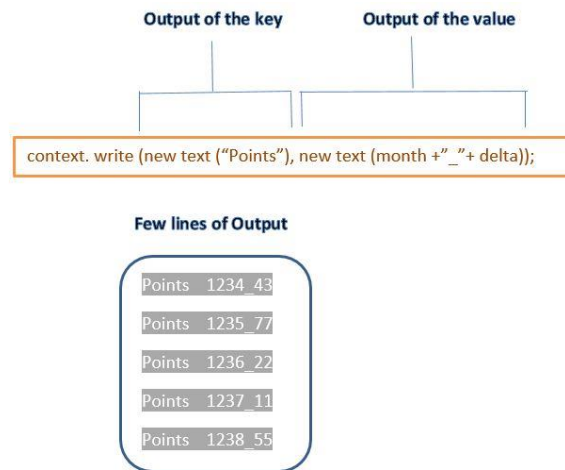 Output of the key Output of the value
context. write (new text (“Points”), new text (month +”_”+ delta));
Few lines of Output
Points 1234_43
Points 1235_77
Points 1236_22
Points 1237_11
Points 1238_55